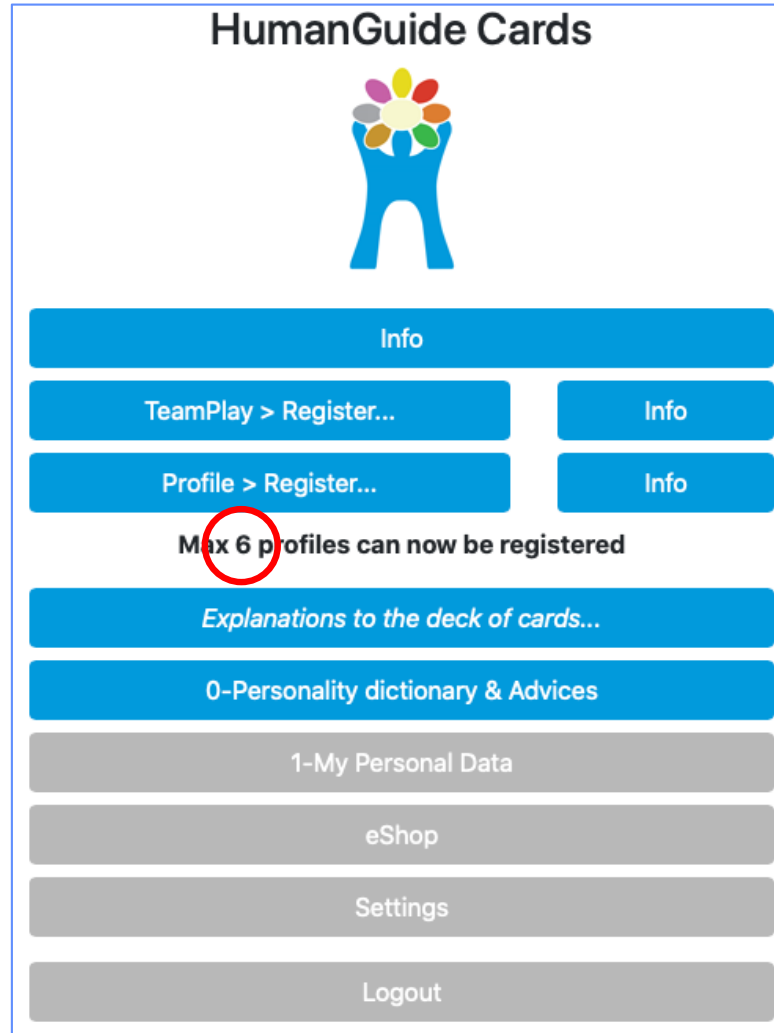 HumanGuide Cards
Info
TeamPlay > Register...
Info
Profile > Register...
Info
Max 6 profiles can now be registered
Explanations to the deck of cards...
0-Personality dictionary & Advices
1-My Personal Data
eShop
Settings
Logout